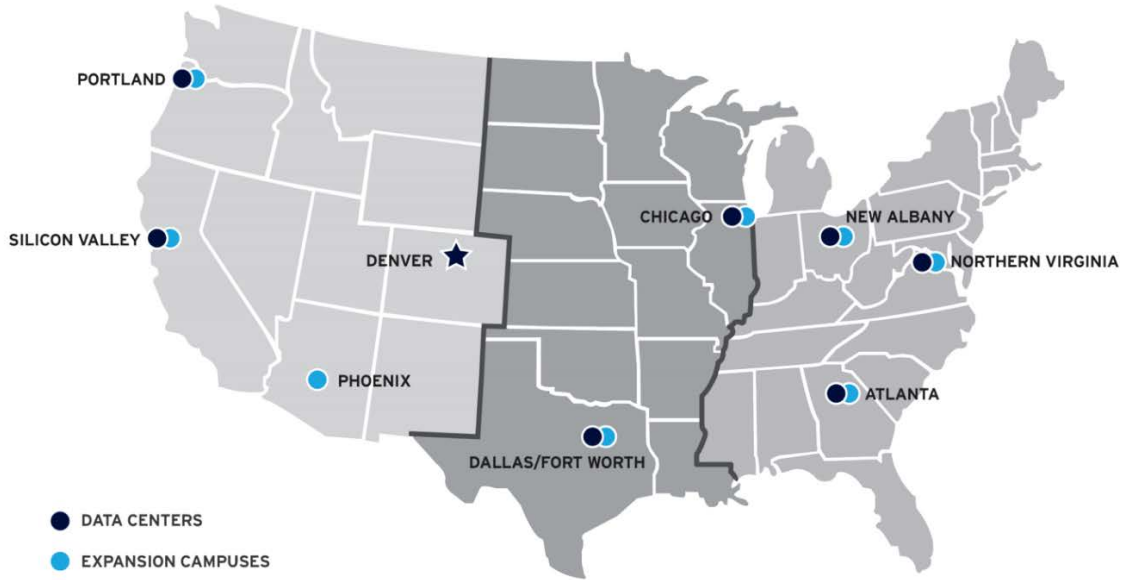 PORTLAND
CHICAGO
NEW ALBANY
SILICON VALLEY
DENVER
NORTHERN VIRGINIA
PHOENIX
ATLANTA
DALLAS/FORT WORTH
DATA CENTERS
EXPANSION CAMPUSES